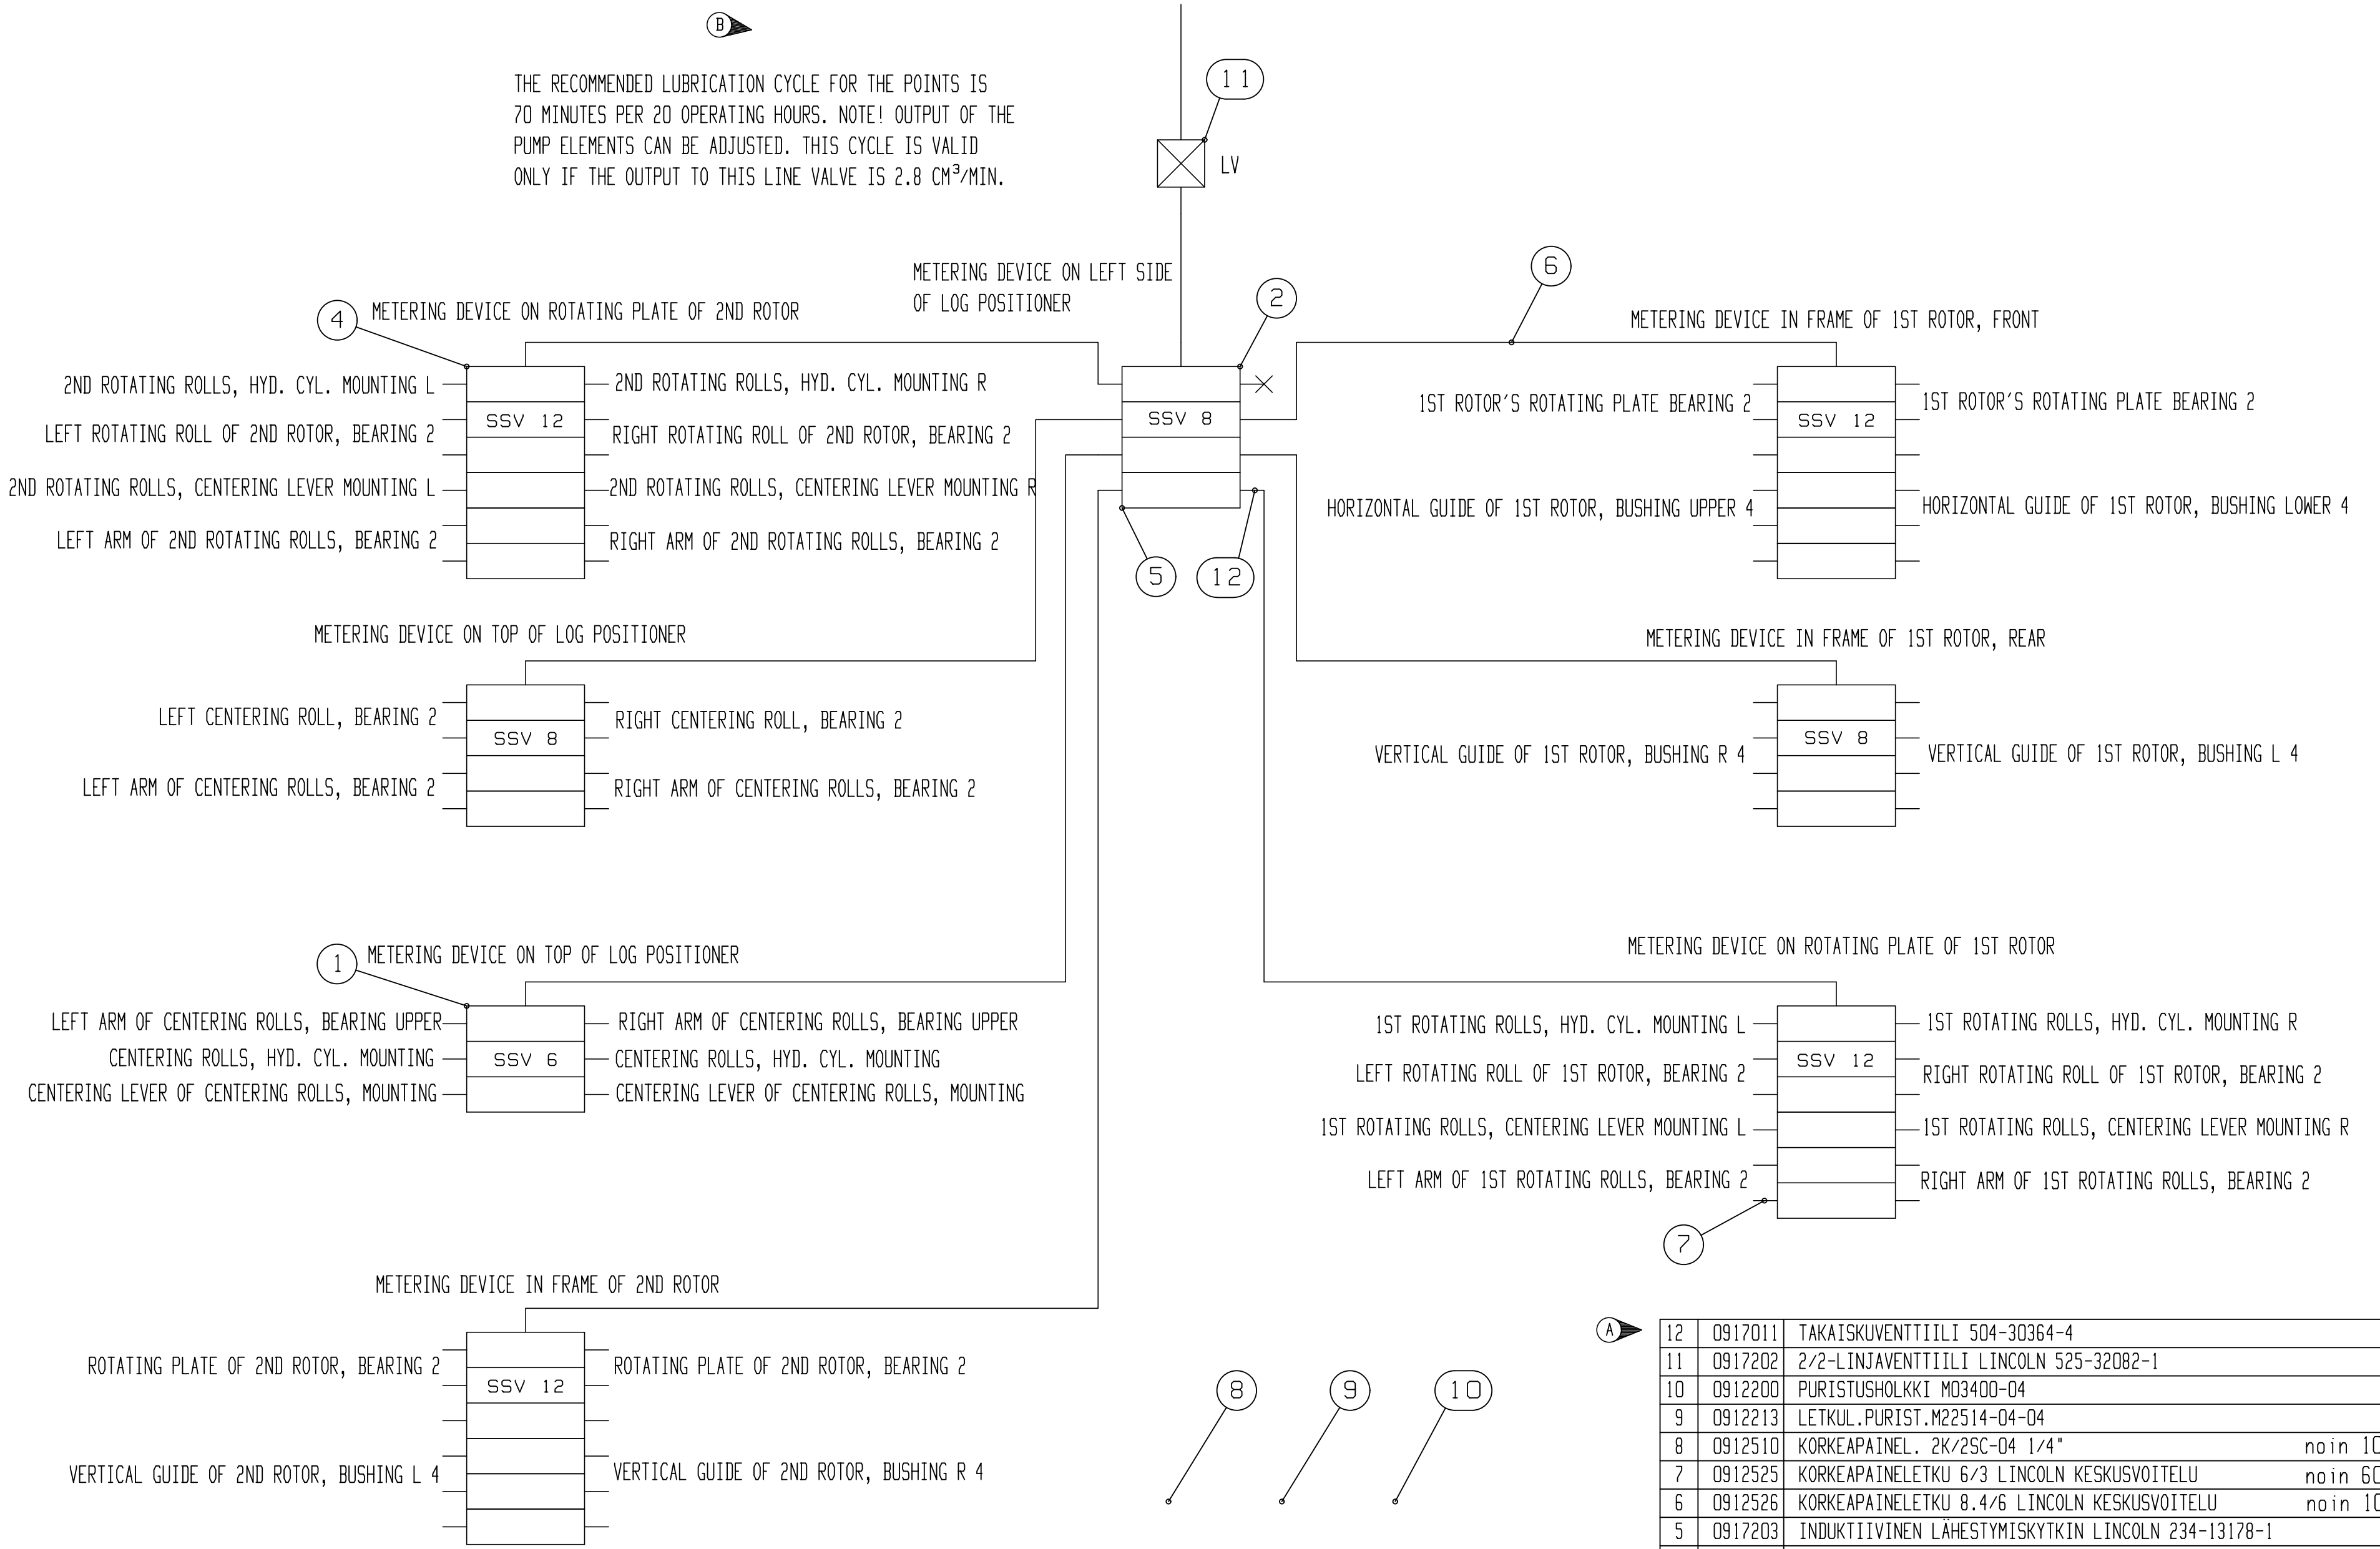 B
THE RECOMMENDED LUBRICATION CYCLE FOR THE POINTS IS
70 MINUTES PER 20 OPERATING HOURS. NOTE! OUTPUT OF THE
PUMP ELEMENTS CAN BE ADJUSTED. THIS CYCLE IS VALID
ONLY IF THE OUTPUT TO THIS LINE VALVE IS 2.8 CM³/MIN.
11
LV
METERING DEVICE ON LEFT SIDE
OF LOG POSITIONER
2
SSV 8
5
12
4
METERING DEVICE ON ROTATING PLATE OF 2ND ROTOR
2ND ROTATING ROLLS, HYD. CYL. MOUNTING L
2ND ROTATING ROLLS, HYD. CYL. MOUNTING R
SSV 12
LEFT ROTATING ROLL OF 2ND ROTOR, BEARING 2
RIGHT ROTATING ROLL OF 2ND ROTOR, BEARING 2
2ND ROTATING ROLLS, CENTERING LEVER MOUNTING L
2ND ROTATING ROLLS, CENTERING LEVER MOUNTING R
LEFT ARM OF 2ND ROTATING ROLLS, BEARING 2
RIGHT ARM OF 2ND ROTATING ROLLS, BEARING 2
METERING DEVICE ON TOP OF LOG POSITIONER
LEFT CENTERING ROLL, BEARING 2
RIGHT CENTERING ROLL, BEARING 2
SSV 8
LEFT ARM OF CENTERING ROLLS, BEARING 2
RIGHT ARM OF CENTERING ROLLS, BEARING 2
1
METERING DEVICE ON TOP OF LOG POSITIONER
LEFT ARM OF CENTERING ROLLS, BEARING UPPER
RIGHT ARM OF CENTERING ROLLS, BEARING UPPER
CENTERING ROLLS, HYD. CYL. MOUNTING
SSV 6
CENTERING ROLLS, HYD. CYL. MOUNTING
CENTERING LEVER OF CENTERING ROLLS, MOUNTING
CENTERING LEVER OF CENTERING ROLLS, MOUNTING
METERING DEVICE IN FRAME OF 2ND ROTOR
ROTATING PLATE OF 2ND ROTOR, BEARING 2
ROTATING PLATE OF 2ND ROTOR, BEARING 2
SSV 12
VERTICAL GUIDE OF 2ND ROTOR, BUSHING L 4
VERTICAL GUIDE OF 2ND ROTOR, BUSHING R 4
6
METERING DEVICE IN FRAME OF 1ST ROTOR, FRONT
1ST ROTOR'S ROTATING PLATE BEARING 2
1ST ROTOR'S ROTATING PLATE BEARING 2
SSV 12
HORIZONTAL GUIDE OF 1ST ROTOR, BUSHING UPPER 4
HORIZONTAL GUIDE OF 1ST ROTOR, BUSHING LOWER 4
METERING DEVICE IN FRAME OF 1ST ROTOR, REAR
SSV 8
VERTICAL GUIDE OF 1ST ROTOR, BUSHING R 4
VERTICAL GUIDE OF 1ST ROTOR, BUSHING L 4
METERING DEVICE ON ROTATING PLATE OF 1ST ROTOR
1ST ROTATING ROLLS, HYD. CYL. MOUNTING L
1ST ROTATING ROLLS, HYD. CYL. MOUNTING R
SSV 12
LEFT ROTATING ROLL OF 1ST ROTOR, BEARING 2
RIGHT ROTATING ROLL OF 1ST ROTOR, BEARING 2
1ST ROTATING ROLLS, CENTERING LEVER MOUNTING L
1ST ROTATING ROLLS, CENTERING LEVER MOUNTING R
LEFT ARM OF 1ST ROTATING ROLLS, BEARING 2
RIGHT ARM OF 1ST ROTATING ROLLS, BEARING 2
7
8
9
10
A
12 0917011 TAKAISKUVENTTIILI 504-30364-4
11 0917202 2/2-LINJAVENTTIILI LINCOLN 525-32082-1
10 0912200 PURISTUSHOLKKI M03400-04
9 0912213 LETKUL.PURIST.M22514-04-04
8 0912510 KORKEAPAINEL. 2K/2SC-04 1/4" noin 10
7 0912525 KORKEAPAINELETKU 6/3 LINCOLN KESKUSVOITELU noin 60
6 0912526 KORKEAPAINELETKU 8.4/6 LINCOLN KESKUSVOITELU noin 10
5 0917203 INDUKTIIVINEN LÄHESTYMISKYTKIN LINCOLN 234-13178-1